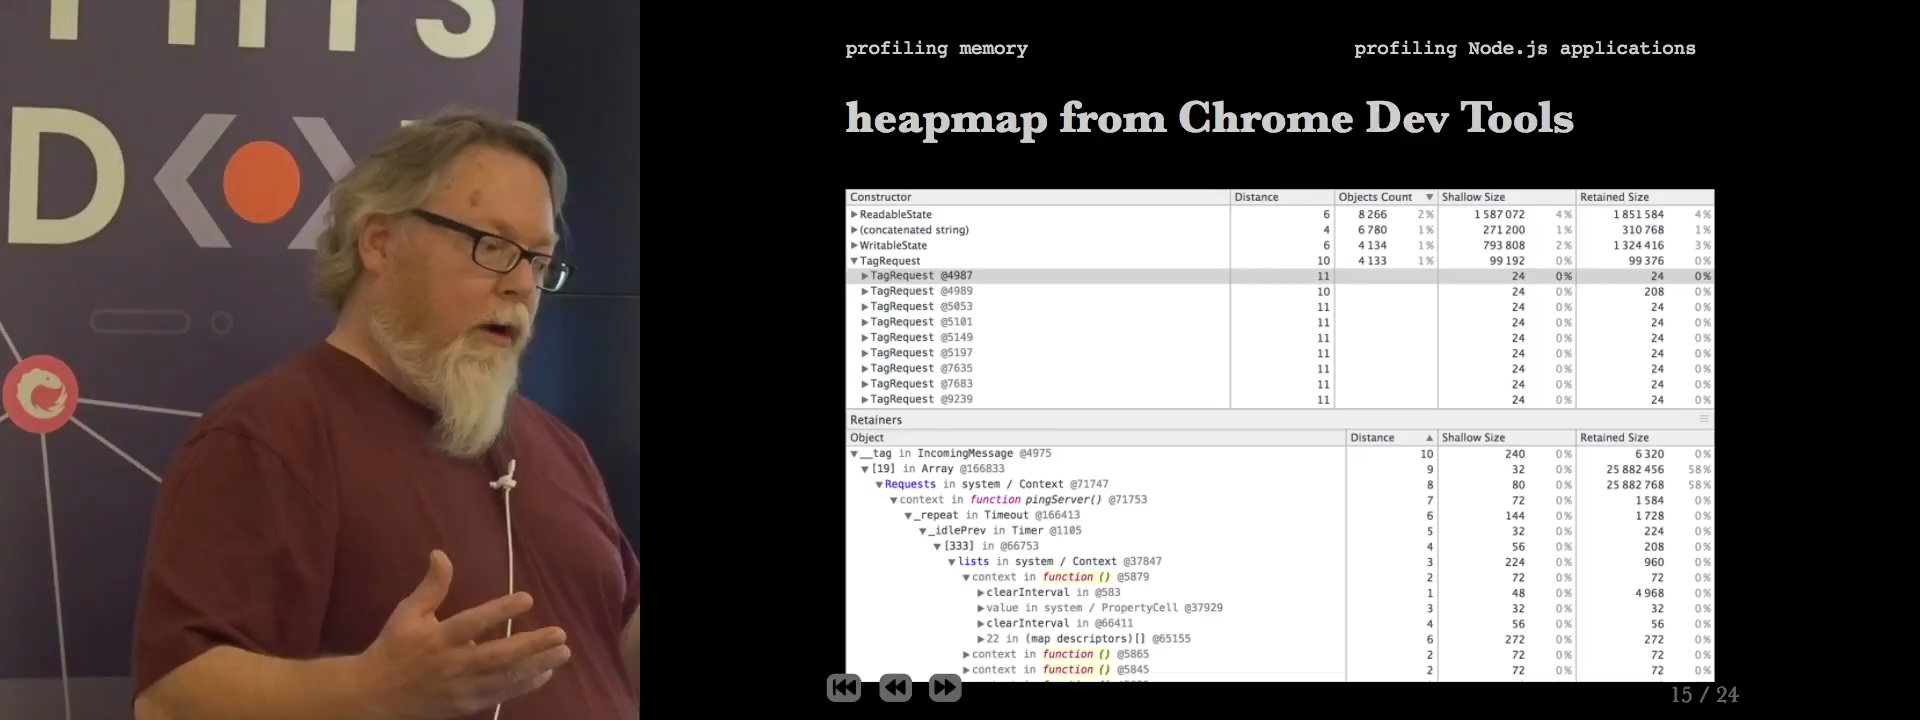 D
profiling memory
profiling Node.js applications
heapmap from Chrome Dev Tools
Constructor Distance Objects Count ▼ Shallow Size Retained Size
▶ReadableState 6 8 266 2% 1 587 072 4% 1 851 584 4%
▶(concatenated string) 4 6 780 1% 271 200 1% 310 768 1%
▶WritableState 6 4 134 1% 793 808 2% 1 324 416 3%
▼TagRequest 10 4 133 1% 99 192 0% 99 376 0%
▶TagRequest @4987 11 24 0% 24 0%
▶TagRequest @4989 10 24 0% 208 0%
▶TagRequest @5053 11 24 0% 24 0%
▶TagRequest @5101 11 24 0% 24 0%
▶TagRequest @5149 11 24 0% 24 0%
▶TagRequest @5197 11 24 0% 24 0%
▶TagRequest @7635 11 24 0% 24 0%
▶TagRequest @7683 11 24 0% 24 0%
▶TagRequest @9239 11 24 0% 24 0%
Retainers
Object Distance ▲ Shallow Size Retained Size
▼__tag in IncomingMessage @4975 10 240 0% 6 320 0%
▼[19] in Array @166833 9 32 0% 25 882 456 58%
▼Requests in system / Context @71747 8 80 0% 25 882 768 58%
▼context in function pingServer() @71753 7 72 0% 1 584 0%
▼_repeat in Timeout @166413 6 144 0% 1 728 0%
▼_idlePrev in Timer @1105 5 32 0% 224 0%
▼[333] in @66753 4 56 0% 208 0%
▼lists in system / Context @37847 3 224 0% 960 0%
▼context in function () @5879 2 72 0% 72 0%
▶clearInterval in @583 1 48 0% 4 968 0%
▶value in system / PropertyCell @37929 3 32 0% 32 0%
▶clearInterval in @66411 4 56 0% 56 0%
▶22 in (map descriptors)[] @65155 6 272 0% 272 0%
▶context in function () @5865 2 72 0% 72 0%
▶context in function () @5845 2 72 0% 72 0%
15 / 24